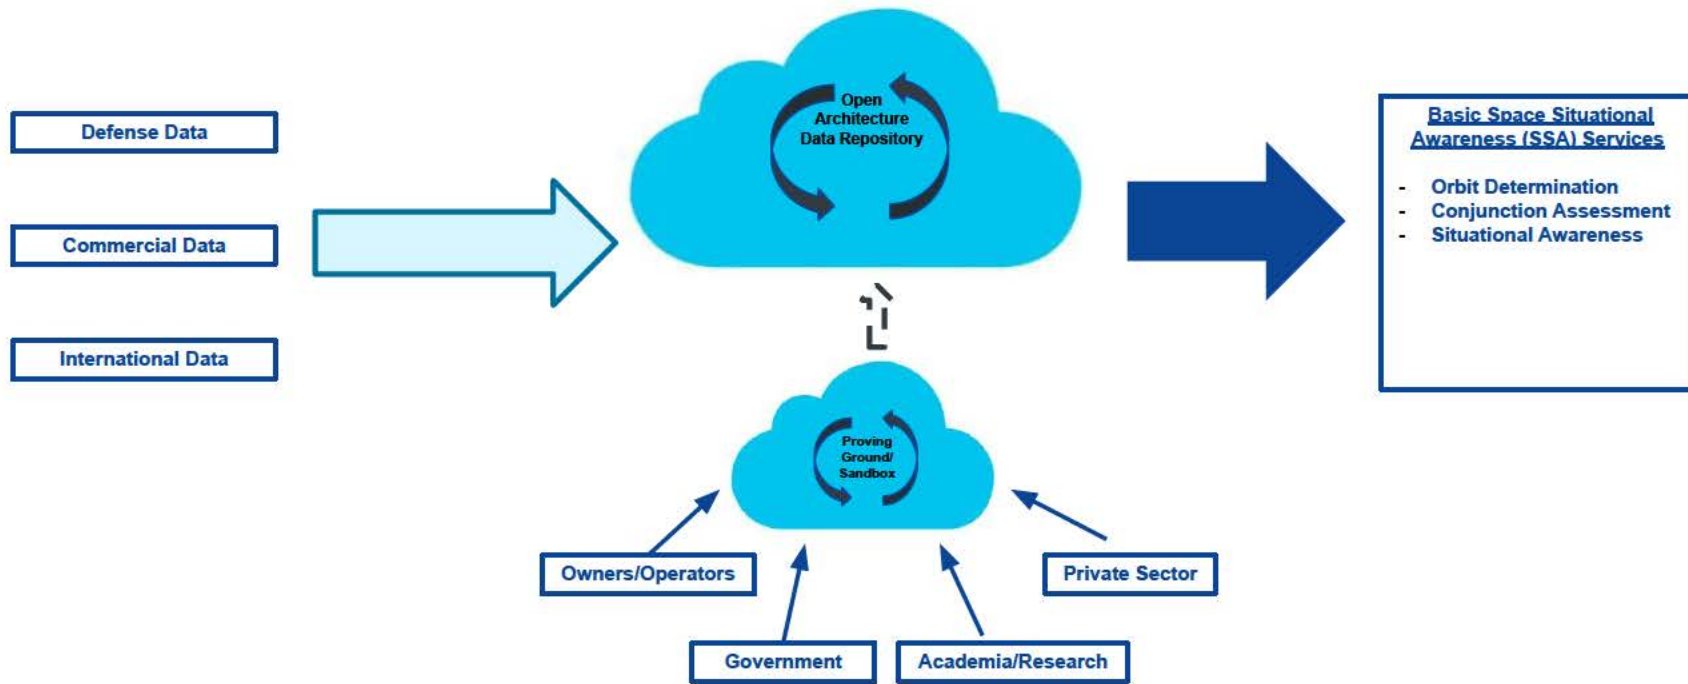 Defense Data
Commercial Data
International Data
Open
Architecture
Data Repository
Basic Space Situational
Awareness (SSA) Services
- Orbit Determination
- Conjunction Assessment
- Situational Awareness
Proving
Ground/
Sandbox
Owners/Operators
Private Sector
Government
Academia/Research